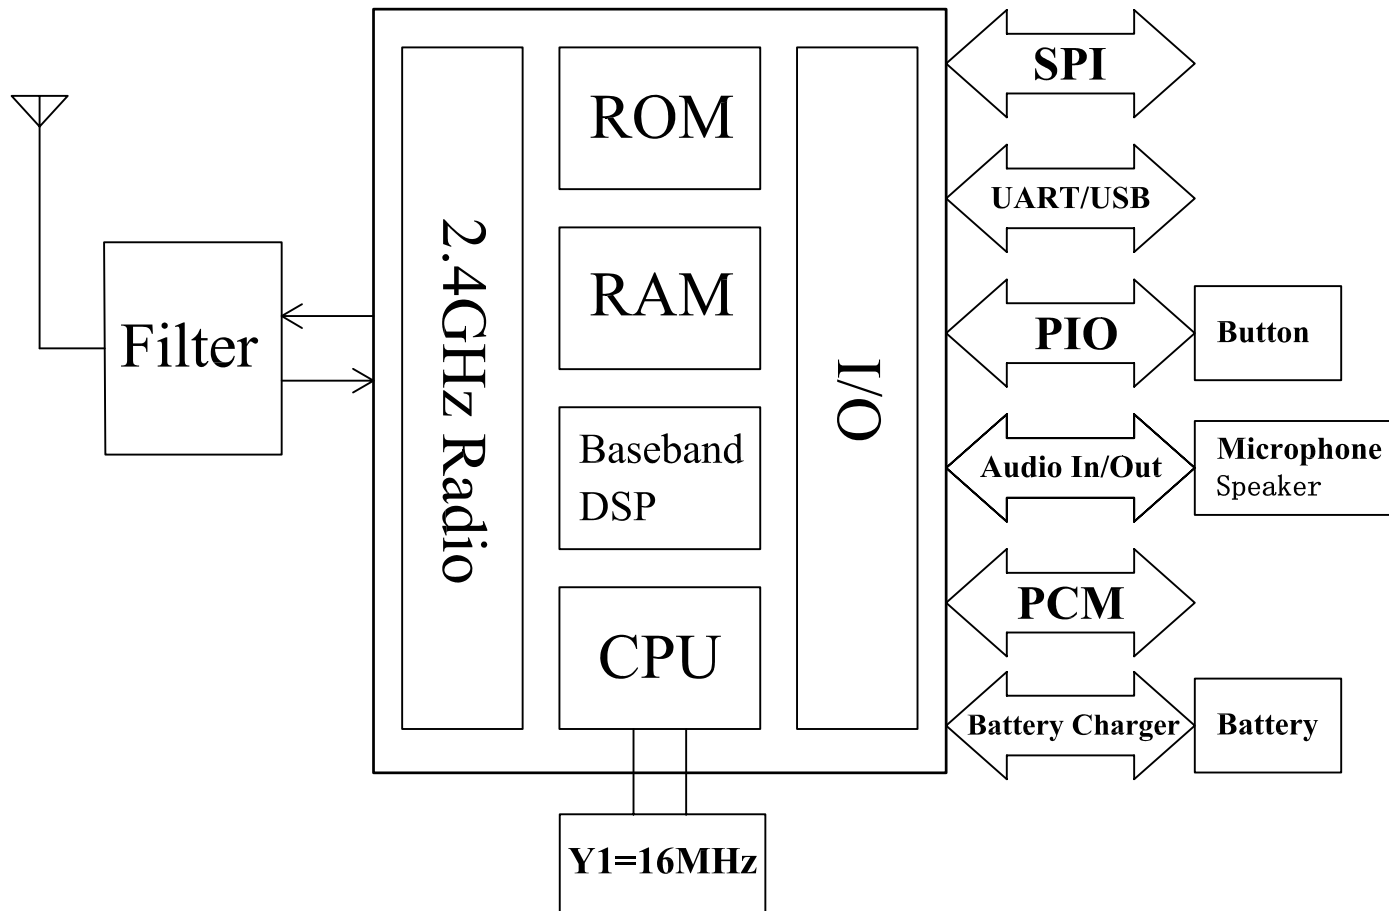 Filter
2.4GHz Radio
ROM
RAM
Baseband
DSP
CPU
I/O
Y1=16MHz
SPI
UART/USB
PIO
Button
Audio In/Out
Microphone
Speaker
PCM
Battery Charger
Battery